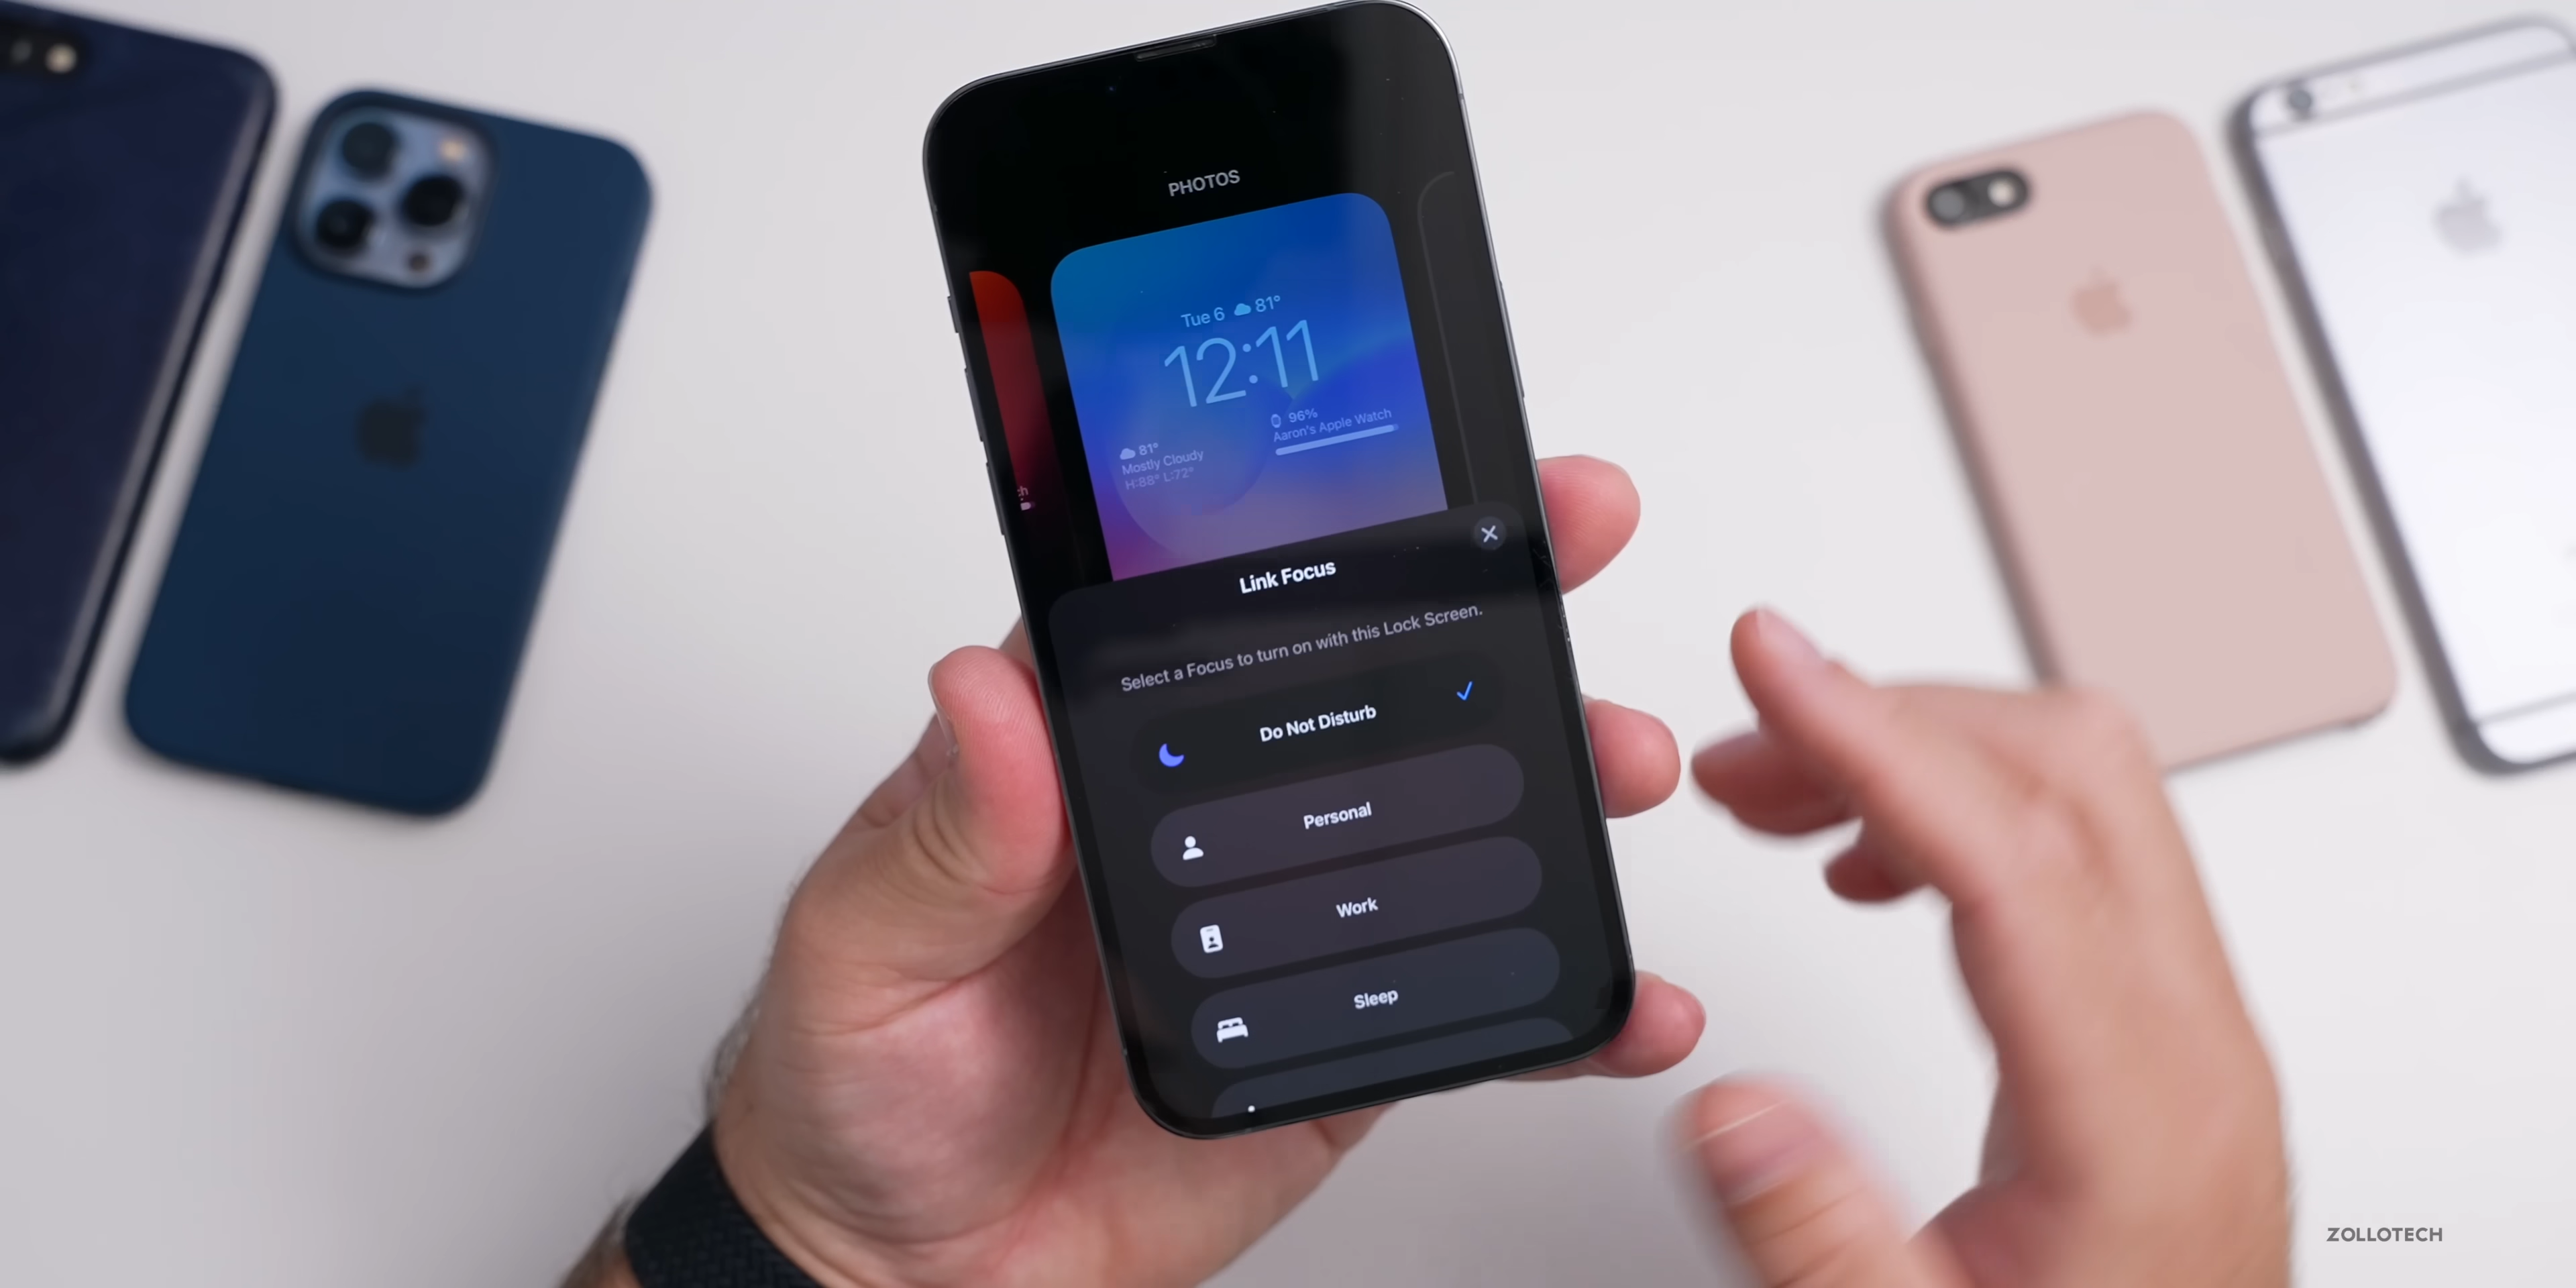 PHOTOS
Tue 6 81°
12:11
81°
Mostly Cloudy
H:88° L:72°
96%
Aaron's Apple Watch
ch
Link Focus
Select a Focus to turn on with this Lock Screen.
Do Not Disturb
Personal
Work
Sleep
ZOLLOTECH